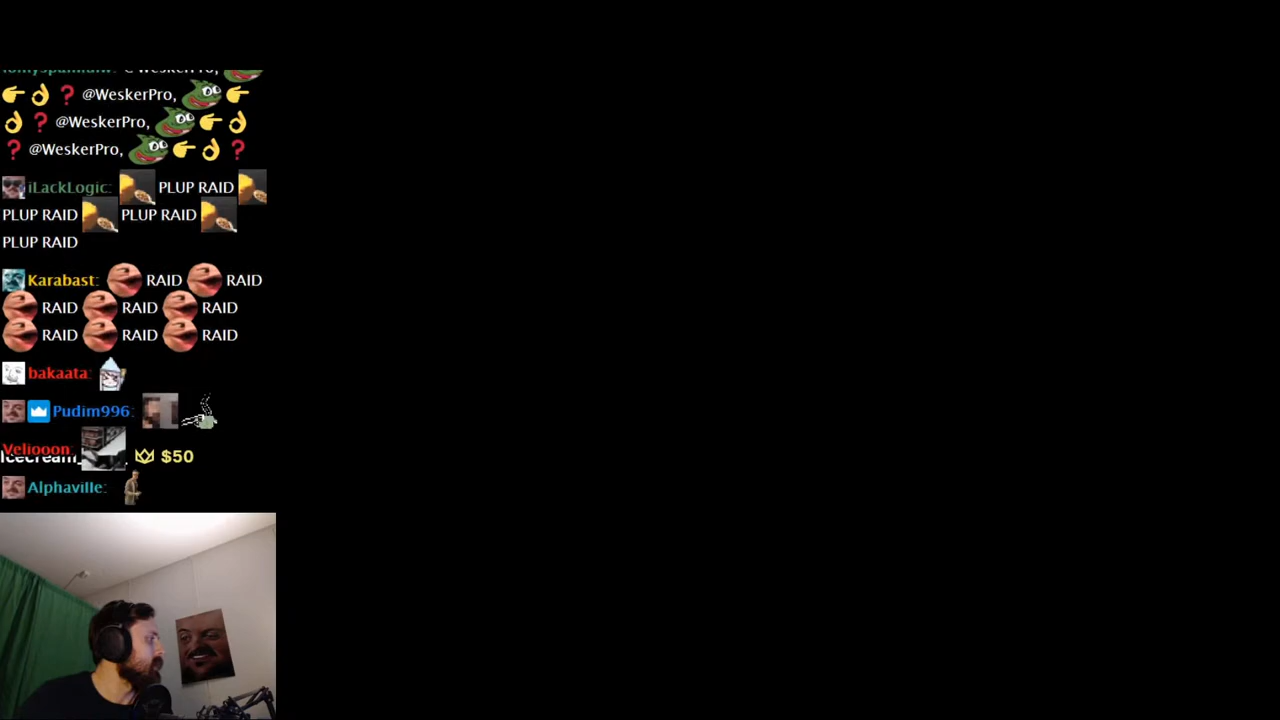 @WeskerPro,
@WeskerPro,
@WeskerPro,
iLackLogic: PLUP RAID
PLUP RAID PLUP RAID
PLUP RAID
Karabast: RAID RAID
RAID RAID RAID
RAID RAID RAID
bakaata:
Pudim996:
Veliooon:
$50
Alphaville: